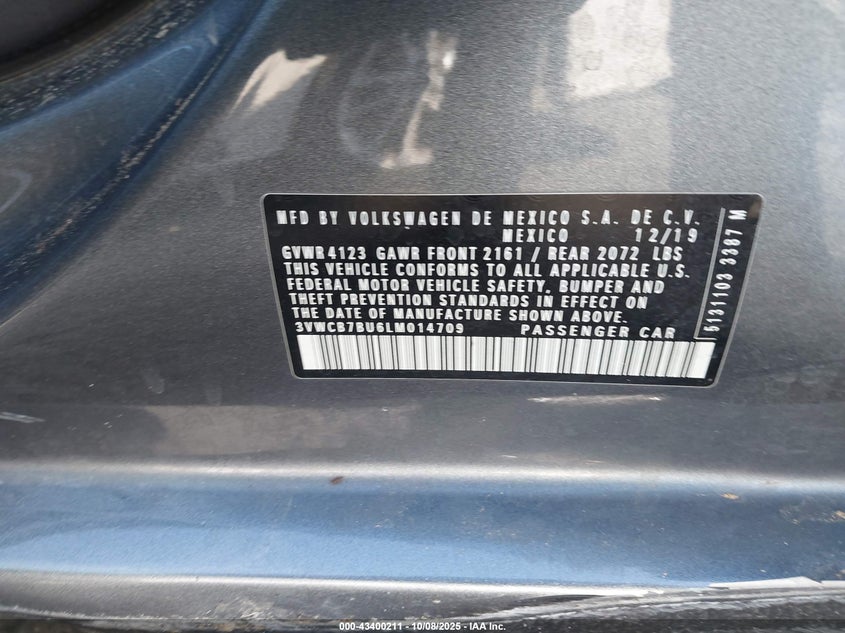 MFD BY VOLKSWAGEN DE MEXICO S.A. DE C.V.
MEXICO 12/19
GVWR 4123 GAWR FRONT 2161 / REAR 2072 LBS
THIS VEHICLE CONFORMS TO ALL APPLICABLE U.S.
FEDERAL MOTOR VEHICLE SAFETY, BUMPER AND
THEFT PREVENTION STANDARDS IN EFFECT ON
THE DATE OF MANUFACTURE SHOWN ABOVE.
3VWCB7BU6LM014709 PASSENGER CAR
5131103 3387 M
000-43400211 - 10/08/2025 - IAA Inc.